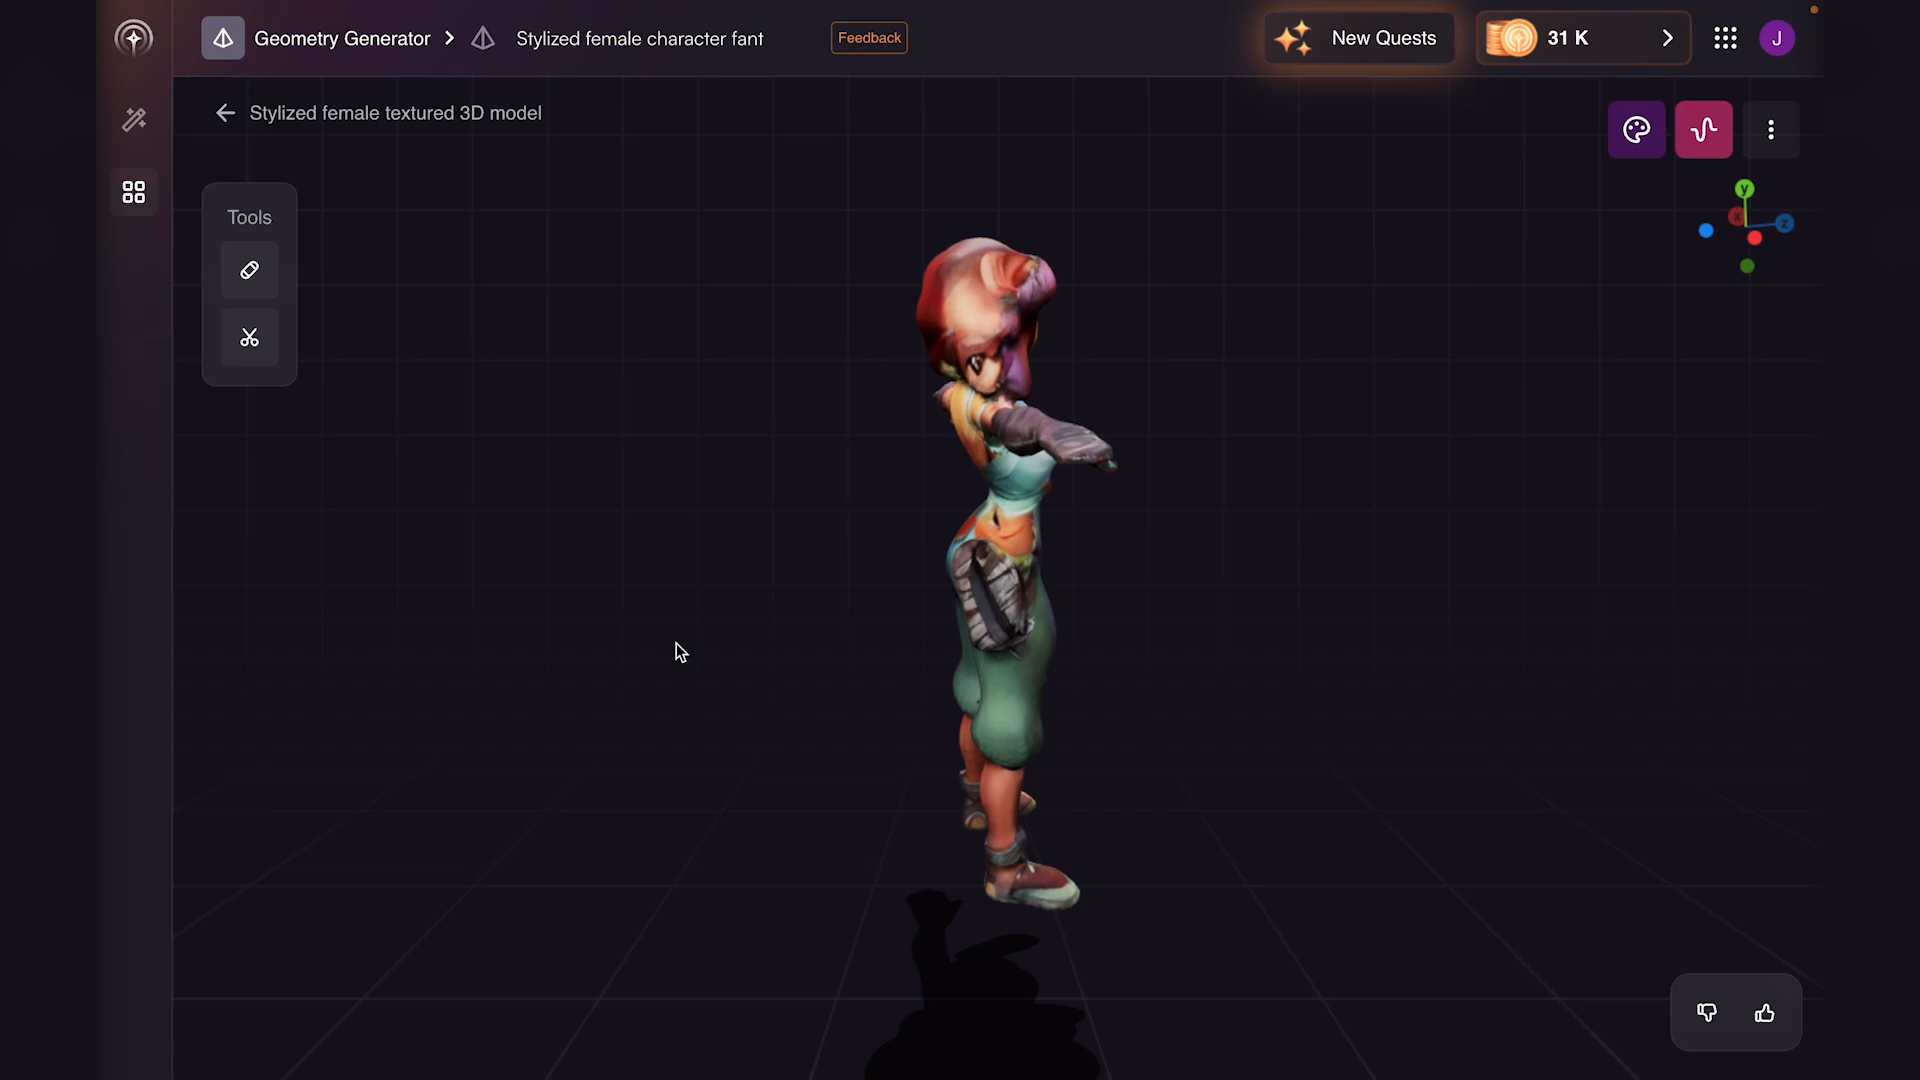 Geometry Generator
Stylized female character fant
Feedback
New Quests
31 K
J
Stylized female textured 3D model
Tools
y
x
z